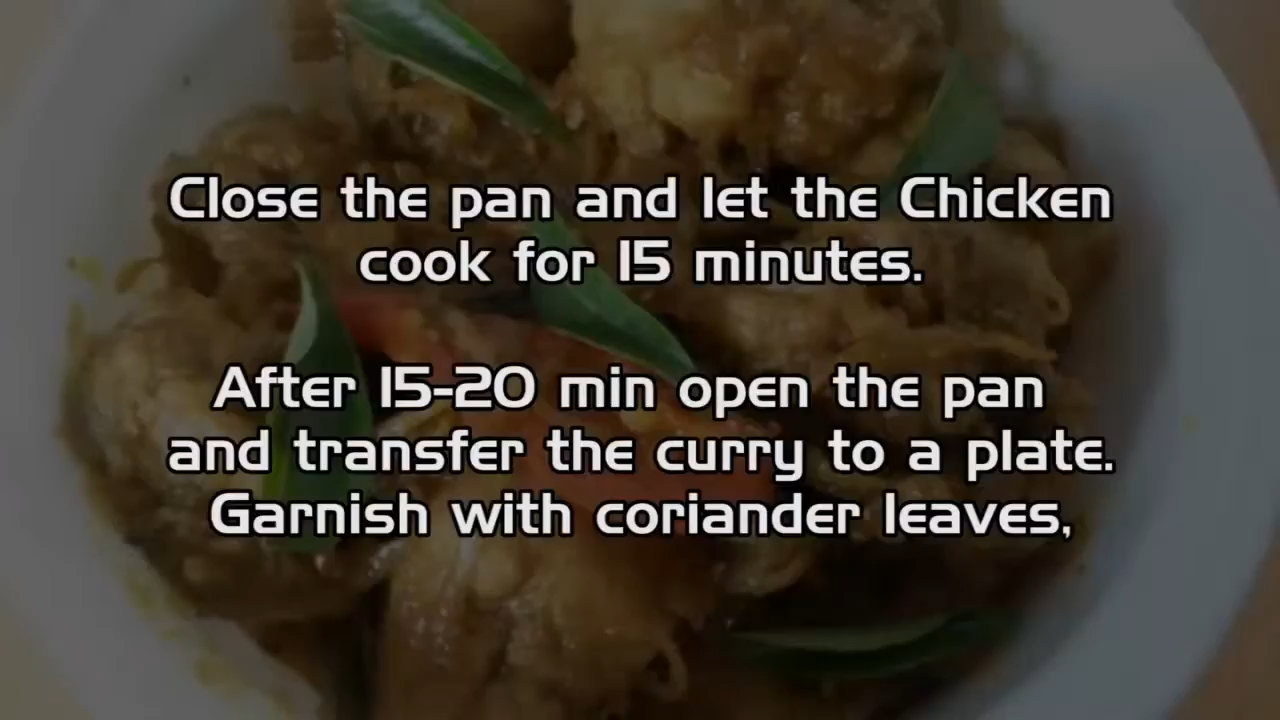 Close the pan and let the Chicken
cook for 15 minutes.
After 15-20 min open the pan
and transfer the curry to a plate.
Garnish with coriander leaves,